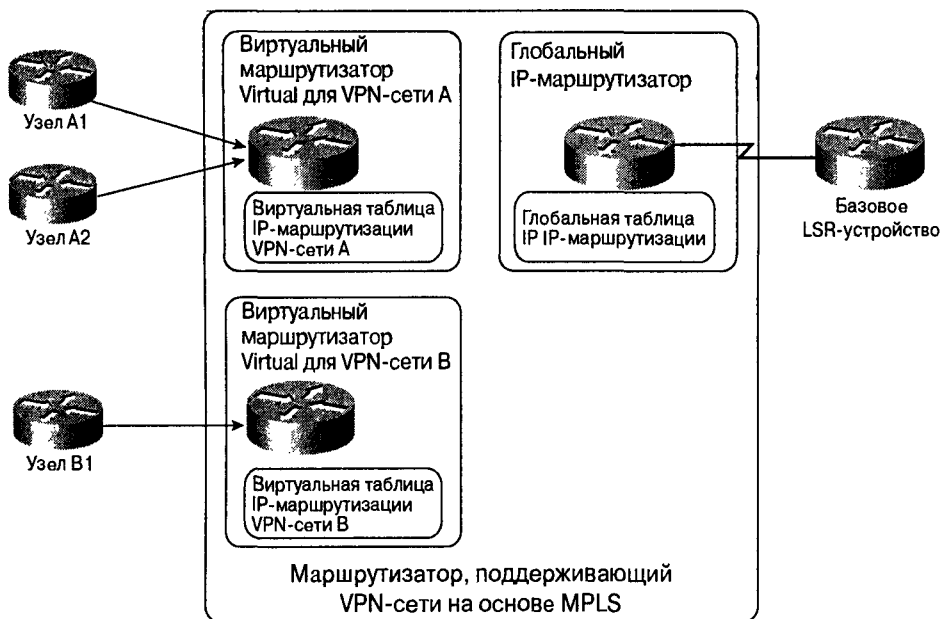 Виртуальный
маршрутизатор
Virtual для VPN-сети A
Виртуальная таблица
IP-маршрутизации
VPN-сети A
Глобальный
IP-маршрутизатор
Глобальная таблица
IP IP-маршрутизации
Узел A1
Узел A2
Базовое
LSR-устройство
Виртуальный
маршрутизатор
Virtual для VPN-сети B
Виртуальная таблица
IP-маршрутизации
VPN-сети B
Узел B1
Маршрутизатор, поддерживающий
VPN-сети на основе MPLS